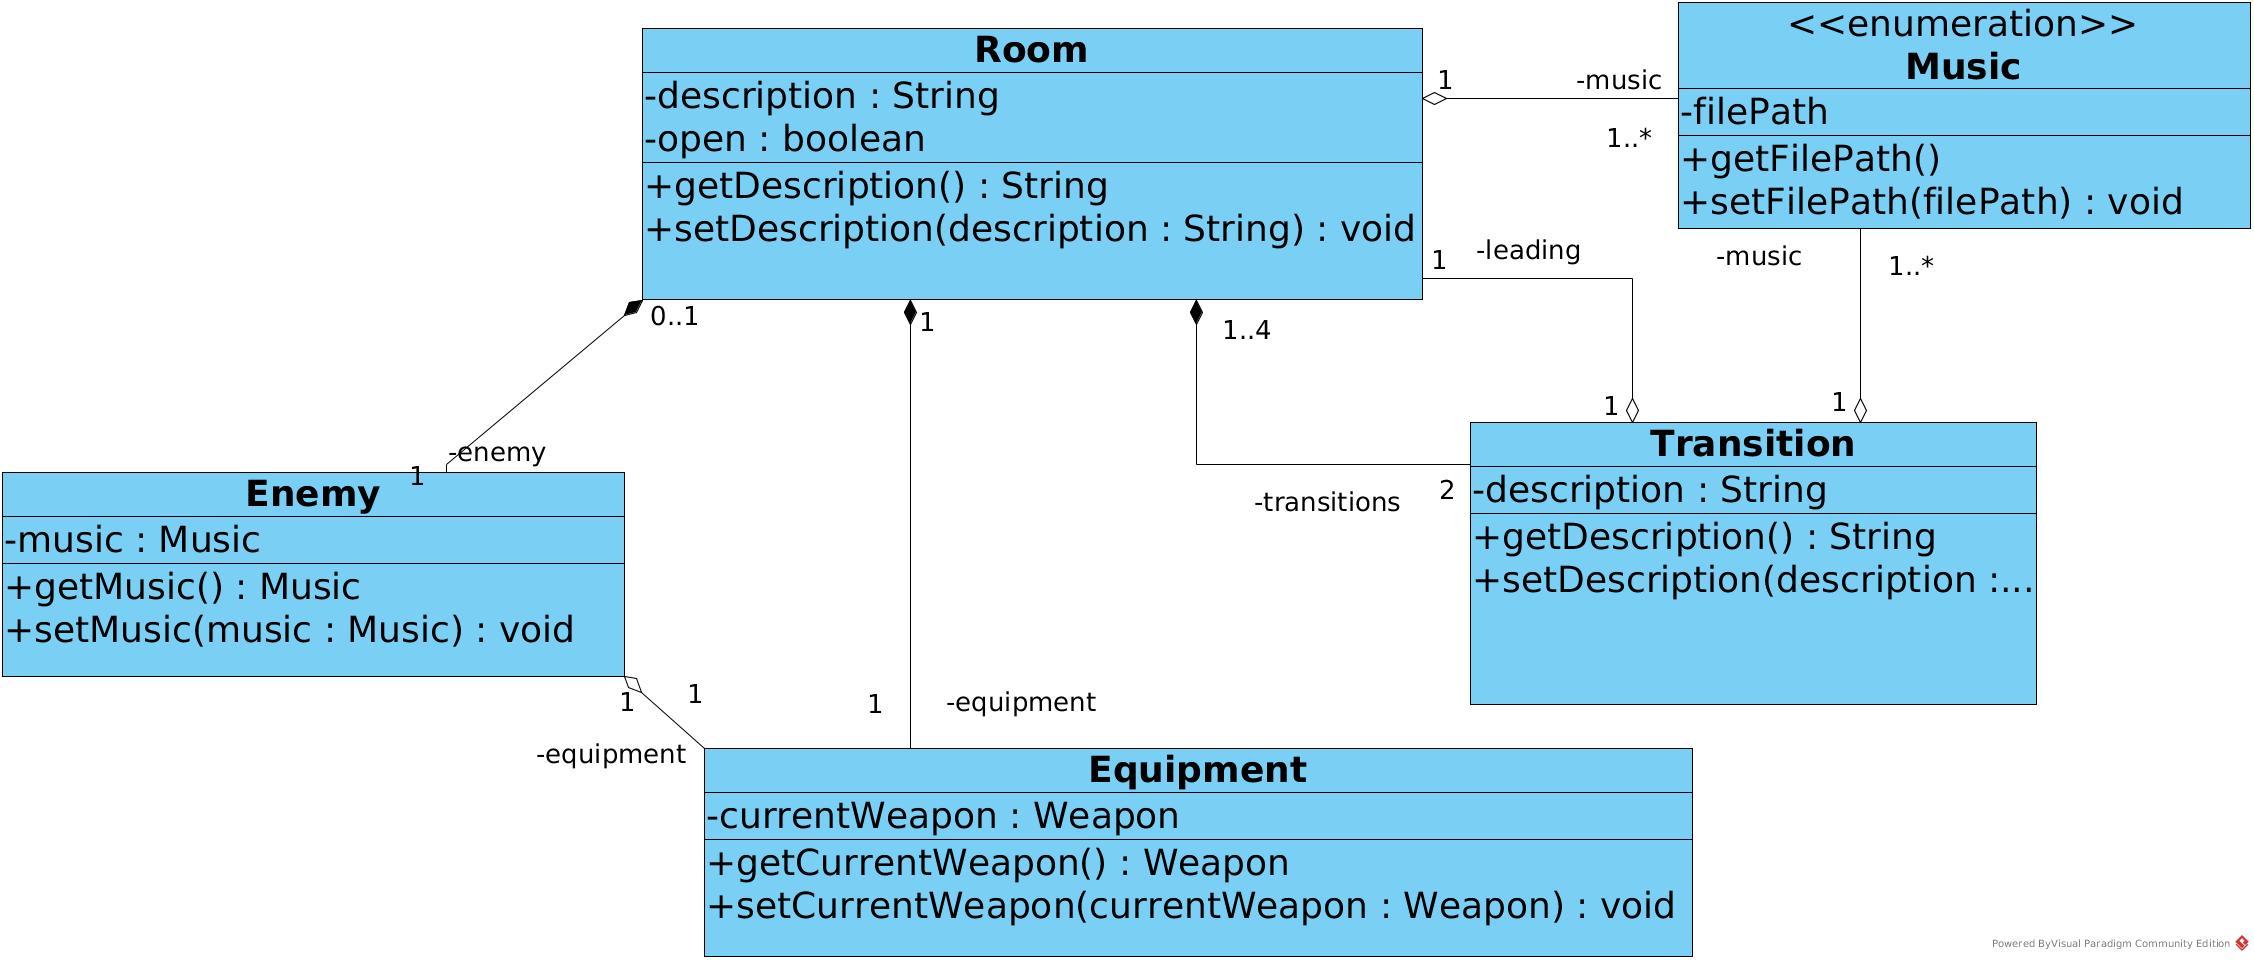 Room
-description : String
-open : boolean
+getDescription() : String
+setDescription(description : String) : void
<<enumeration>>
Music
-filePath
+getFilePath()
+setFilePath(filePath) : void
1
-music
1..*
1
-leading
-music
1..*
0..1
1
1..4
1
1
-enemy
1
Enemy
-music : Music
+getMusic() : Music
+setMusic(music : Music) : void
-transitions
2
Transition
-description : String
+getDescription() : String
+setDescription(description :...
1
1
-equipment
1
-equipment
Equipment
-currentWeapon : Weapon
+getCurrentWeapon() : Weapon
+setCurrentWeapon(currentWeapon : Weapon) : void
Powered ByVisual Paradigm Community Edition